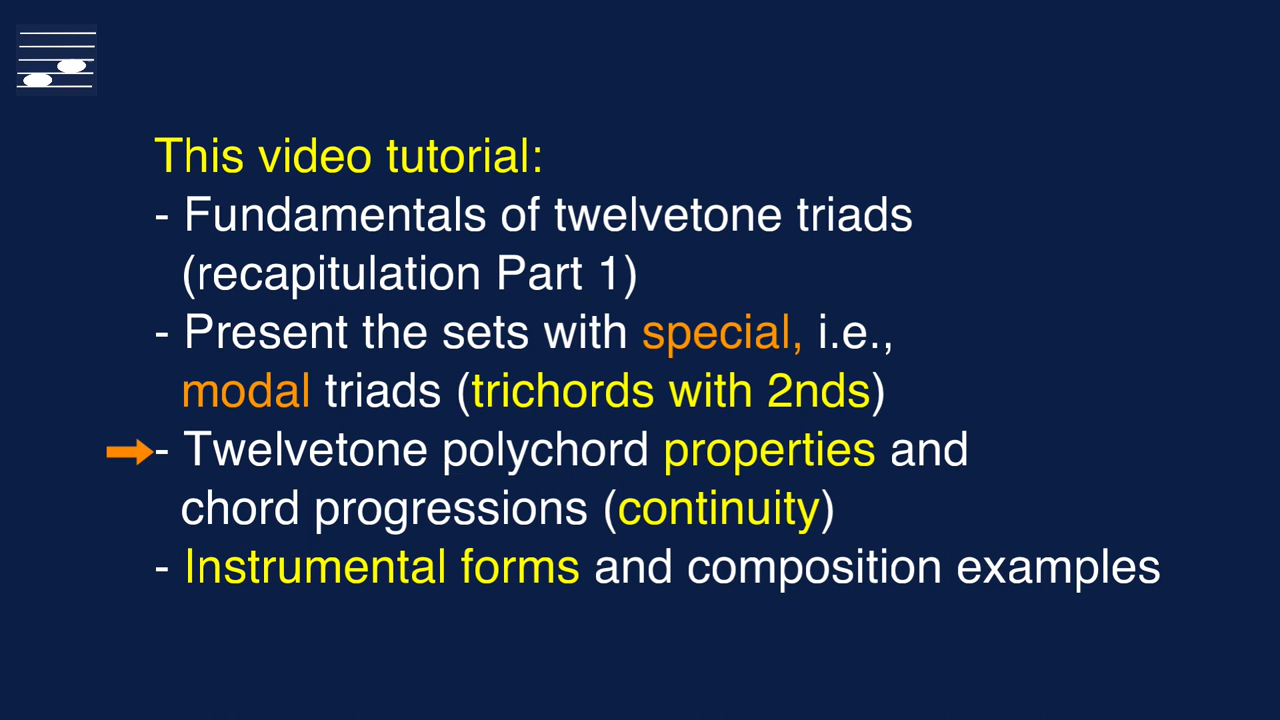 This video tutorial:
- Fundamentals of twelvetone triads
(recapitulation Part 1)
- Present the sets with special, i.e.,
modal triads (trichords with 2nds)
- Twelvetone polychord properties and
chord progressions (continuity)
- Instrumental forms and composition examples